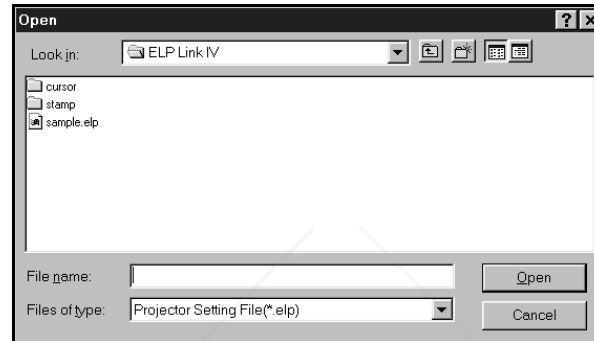 Open
Look in: ELP Link IV
cursor
stamp
sample.elp
File name: Open
Files of type: Projector Setting File(*.elp) Cancel